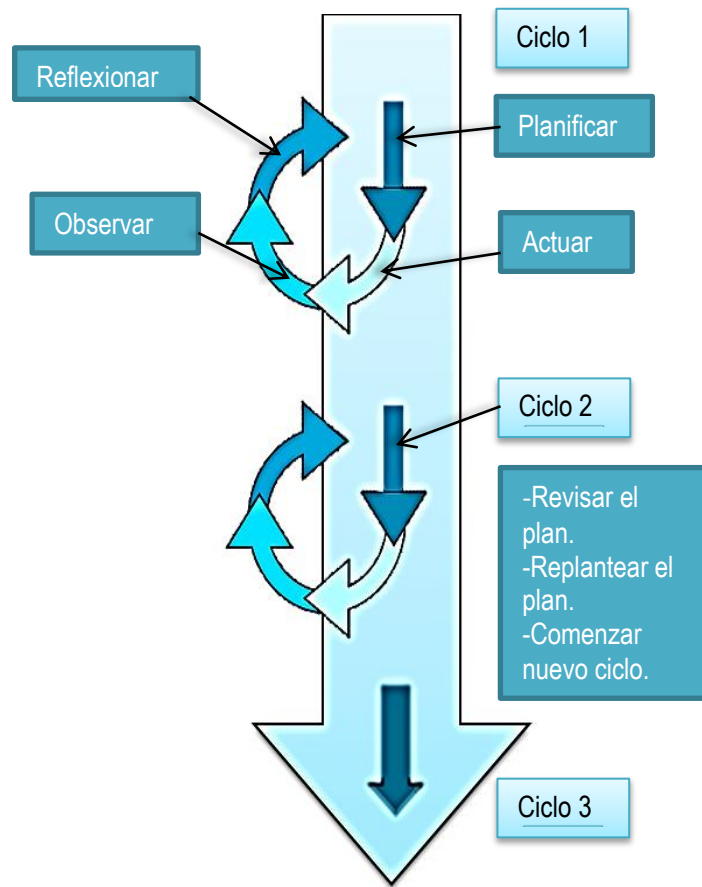 Ciclo 1
Reflexionar
Planificar
Observar
Actuar
Ciclo 2
-Revisar el
plan.
-Replantear el
plan.
-Comenzar
nuevo ciclo.
Ciclo 3